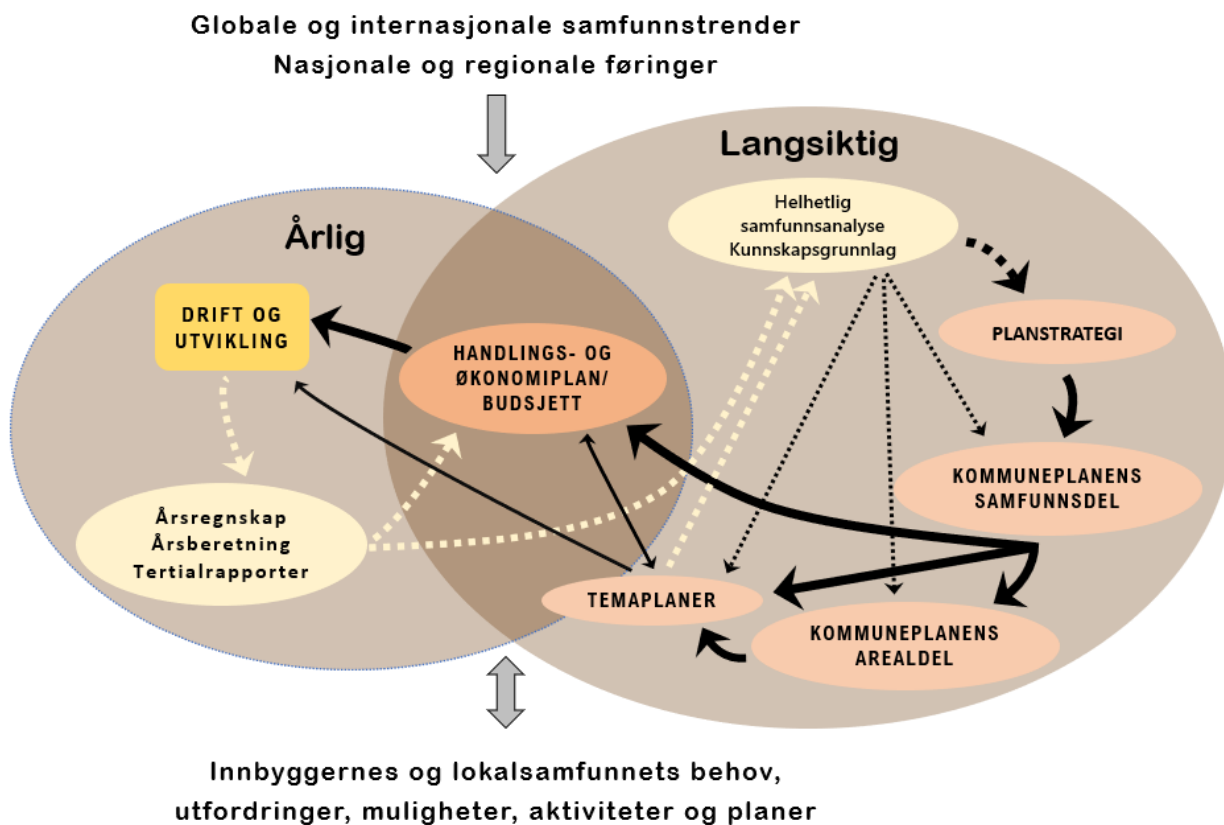 Globale og internasjonale samfunnstrender
Nasjonale og regionale føringer
Langsiktig
Årlig
Helhetlig
samfunnsanalyse
Kunnskapsgrunnlag
DRIFT OG
UTVIKLING
HANDLINGS- OG
ØKONOMIPLAN/
BUDSJETT
PLANSTRATEGI
KOMMUNEPLANENS
SAMFUNNSDEL
Årsregnskap
Årsberetning
Tertialrapporter
TEMAPLANER
KOMMUNEPLANENS
AREALDEL
Innbyggernes og lokalsamfunnets behov,
utfordringer, muligheter, aktiviteter og planer